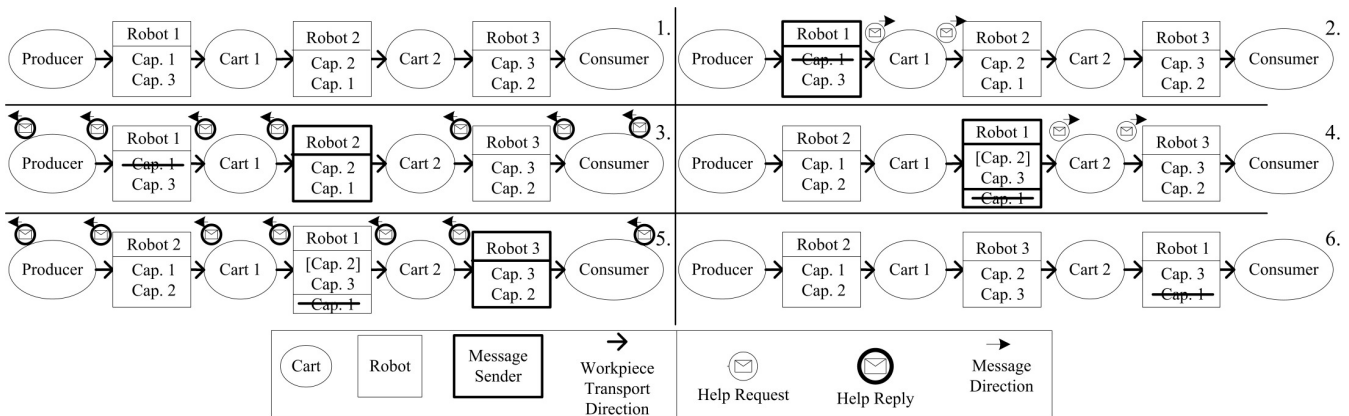 1.
Producer
Robot 1
Cap. 1
Cap. 3
Cart 1
Robot 2
Cap. 2
Cap. 1
Cart 2
Robot 3
Cap. 3
Cap. 2
Consumer
2.
Producer
Robot 1
Cap. 1
Cap. 3
Cart 1
Robot 2
Cap. 2
Cap. 1
Cart 2
Robot 3
Cap. 3
Cap. 2
Consumer
3.
Producer
Robot 1
Cap. 1
Cap. 3
Cart 1
Robot 2
Cap. 2
Cap. 1
Cart 2
Robot 3
Cap. 3
Cap. 2
Consumer
4.
Producer
Robot 2
Cap. 1
Cap. 2
Cart 1
Robot 1
[Cap. 2]
Cap. 3
Cap. 1
Cart 2
Robot 3
Cap. 3
Cap. 2
Consumer
5.
Producer
Robot 2
Cap. 1
Cap. 2
Cart 1
Robot 1
[Cap. 2]
Cap. 3
Cap. 1
Cart 2
Robot 3
Cap. 3
Cap. 2
Consumer
6.
Producer
Robot 2
Cap. 1
Cap. 2
Cart 1
Robot 3
Cap. 2
Cap. 3
Cart 2
Robot 1
Cap. 3
Cap. 1
Consumer
Cart
Robot
Message
Sender
Workpiece
Transport
Direction
Help Request
Help Reply
Message
Direction